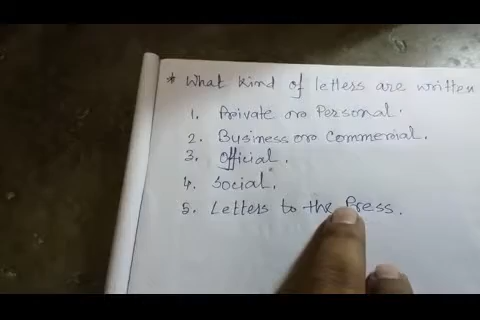 * What kind of letters are written
1. Private or Personal.
2. Business or Commercial.
3. Official.
4. Social.
5. Letters to the Press.